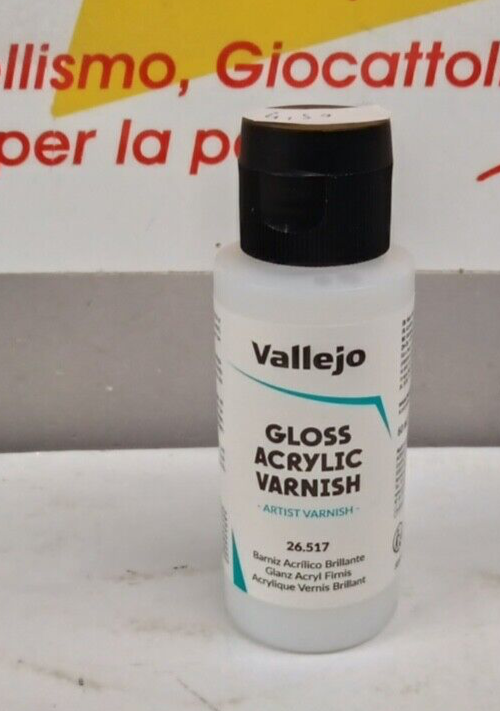 llismo, Giocattol
per la p
Vallejo
GLOSS
ACRYLIC
VARNISH
- ARTIST VARNISH -
26.517
Barniz Acrílico Brillante
Glanz Acryl Firnis
Acrylique Vernis Brillant